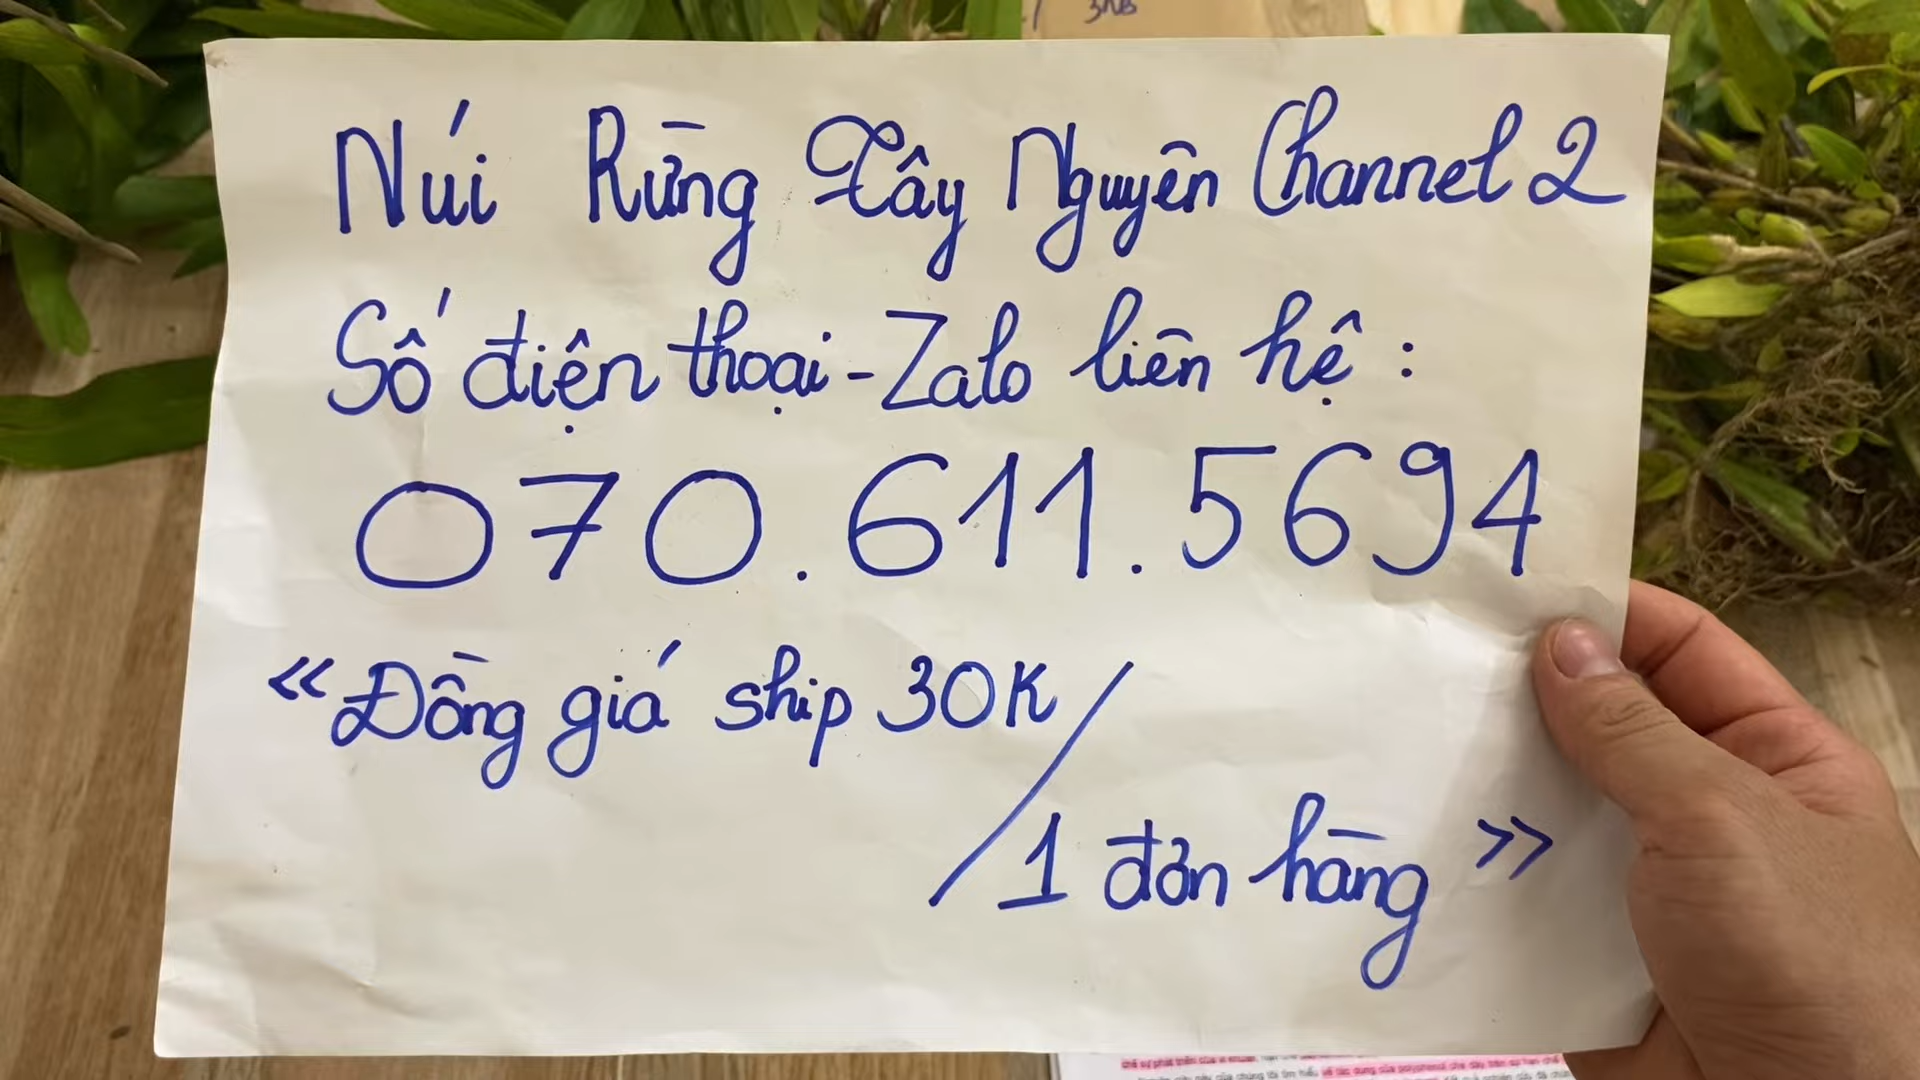 3KB
Núi Rừng Tây Nguyên Channel 2
Số điện thoại - Zalo liên hệ :
070.611.5694
« Đồng giá ship 30K/
1 đơn hàng »